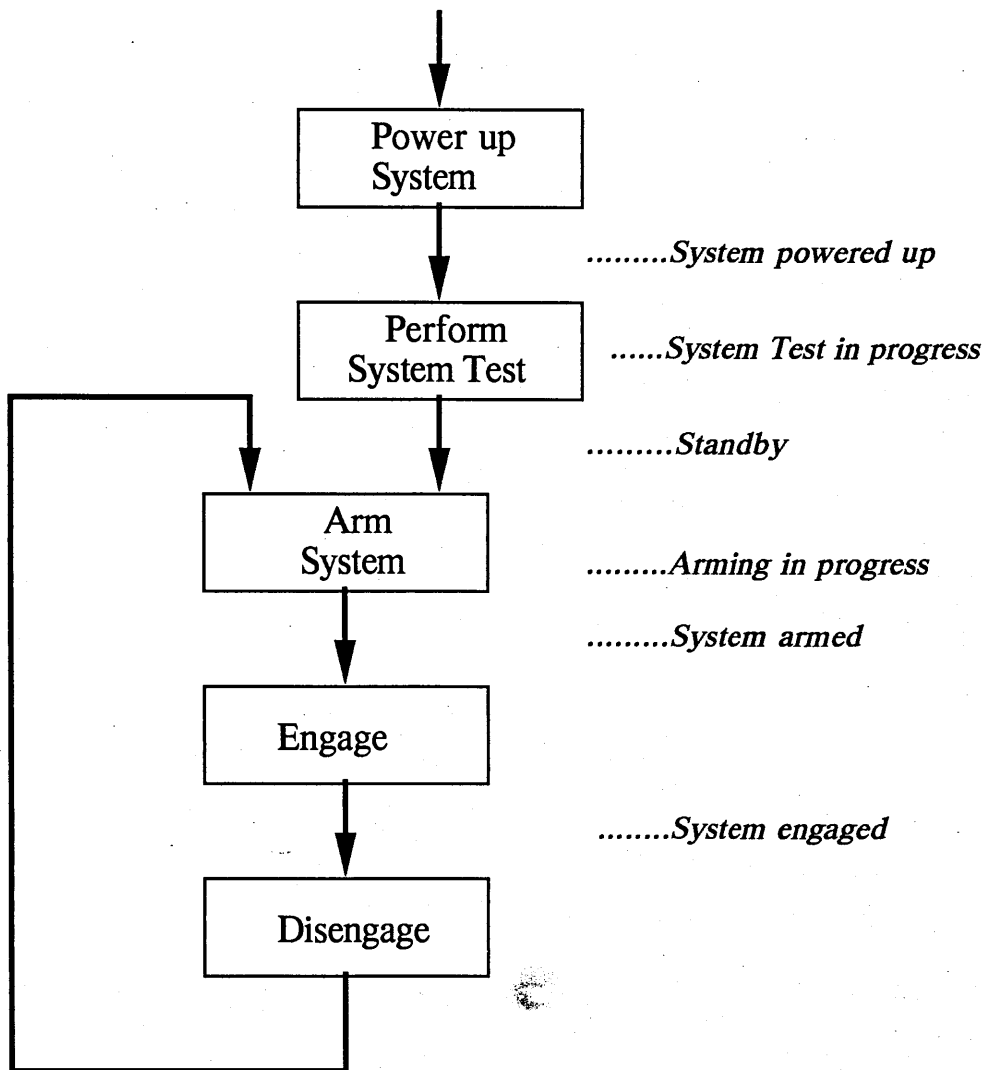 Power up
System
.........System powered up
Perform
System Test
......System Test in progress
.........Standby
Arm
System
.........Arming in progress
.........System armed
Engage
........System engaged
Disengage